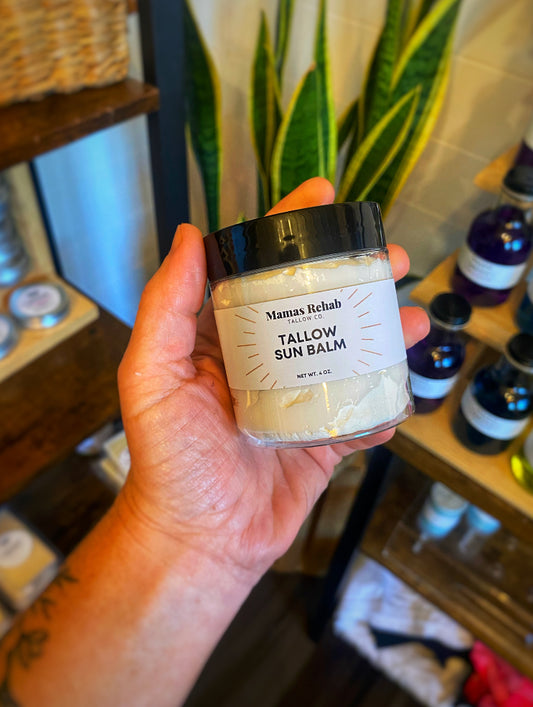 Mamas Rehab
TALLOW CO.
TALLOW
SUN BALM
NET WT. 4 OZ.